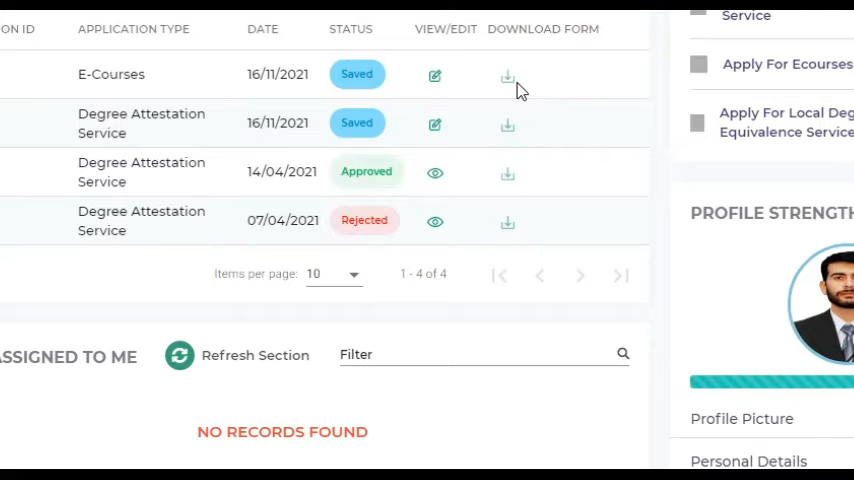 ON ID APPLICATION TYPE DATE STATUS VIEW/EDIT DOWNLOAD FORM
E-Courses 16/11/2021 Saved
Degree Attestation
Service 16/11/2021 Saved
Degree Attestation
Service 14/04/2021 Approved
Degree Attestation
Service 07/04/2021 Rejected
Items per page: 10 1 - 4 of 4
ASSIGNED TO ME Refresh Section Filter
NO RECORDS FOUND
Service
Apply For Ecourses
Apply For Local Deg
Equivalence Service
PROFILE STRENGTH
Profile Picture
Personal Details